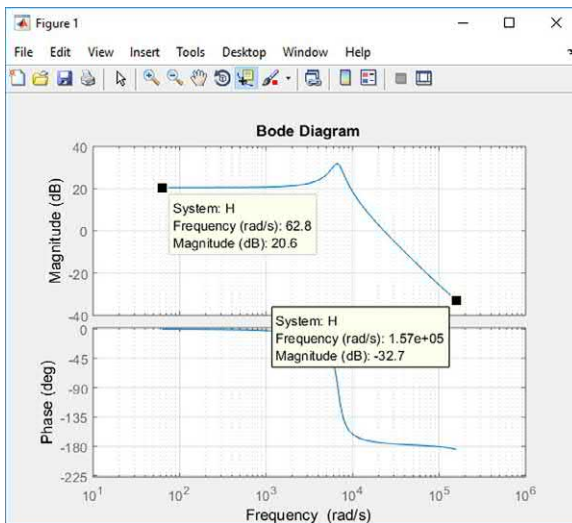 Figure 1
File Edit View Insert Tools Desktop Window Help
Bode Diagram
Magnitude (dB)
40
20
0
-20
-40
System: H
Frequency (rad/s): 62.8
Magnitude (dB): 20.6
System: H
Frequency (rad/s): 1.57e+05
Magnitude (dB): -32.7
Phase (deg)
0
-45
-90
-135
-180
-225
10^1 10^2 10^3 10^4 10^5 10^6
Frequency (rad/s)